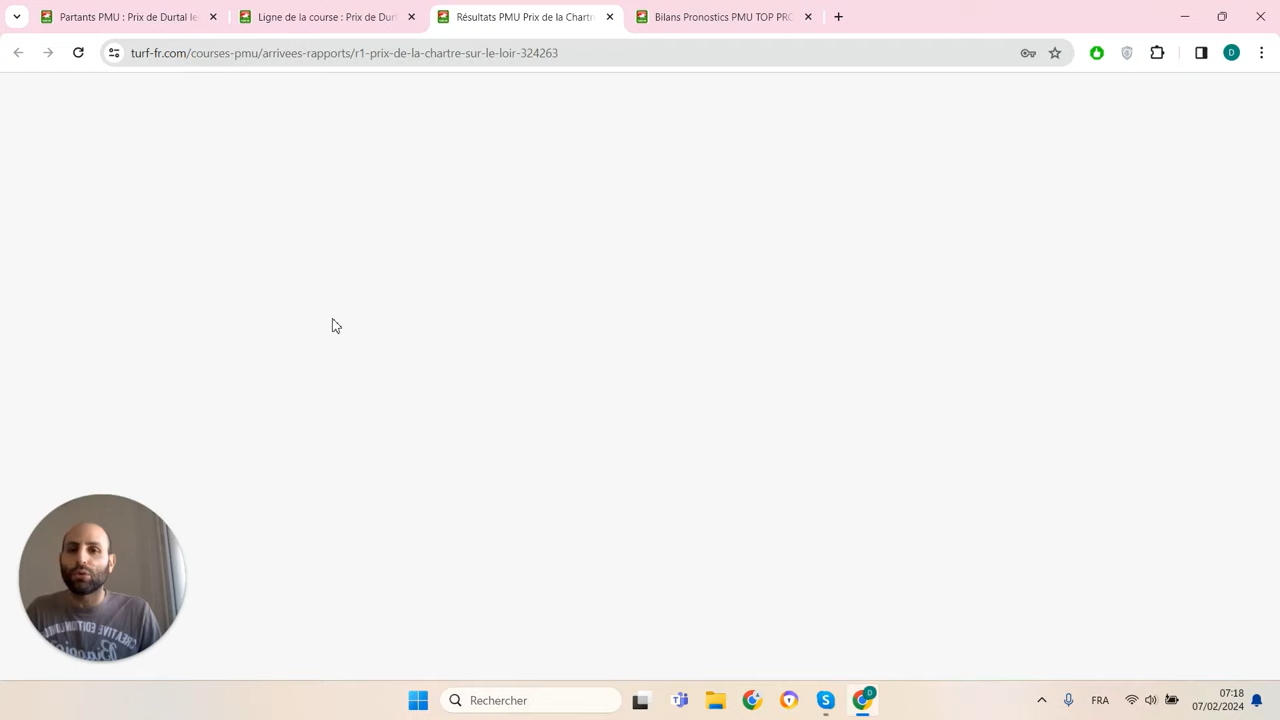 Partants PMU : Prix de Durtal le
Ligne de la course : Prix de Dur
Résultats PMU Prix de la Chartr
Bilans Pronostics PMU TOP PRO
turf-fr.com/courses-pmu/arrivees-rapports/r1-prix-de-la-chartre-sur-le-loir-324263
D
CREATIVE EDITION
Rechercher
D
FRA
07:18
07/02/2024